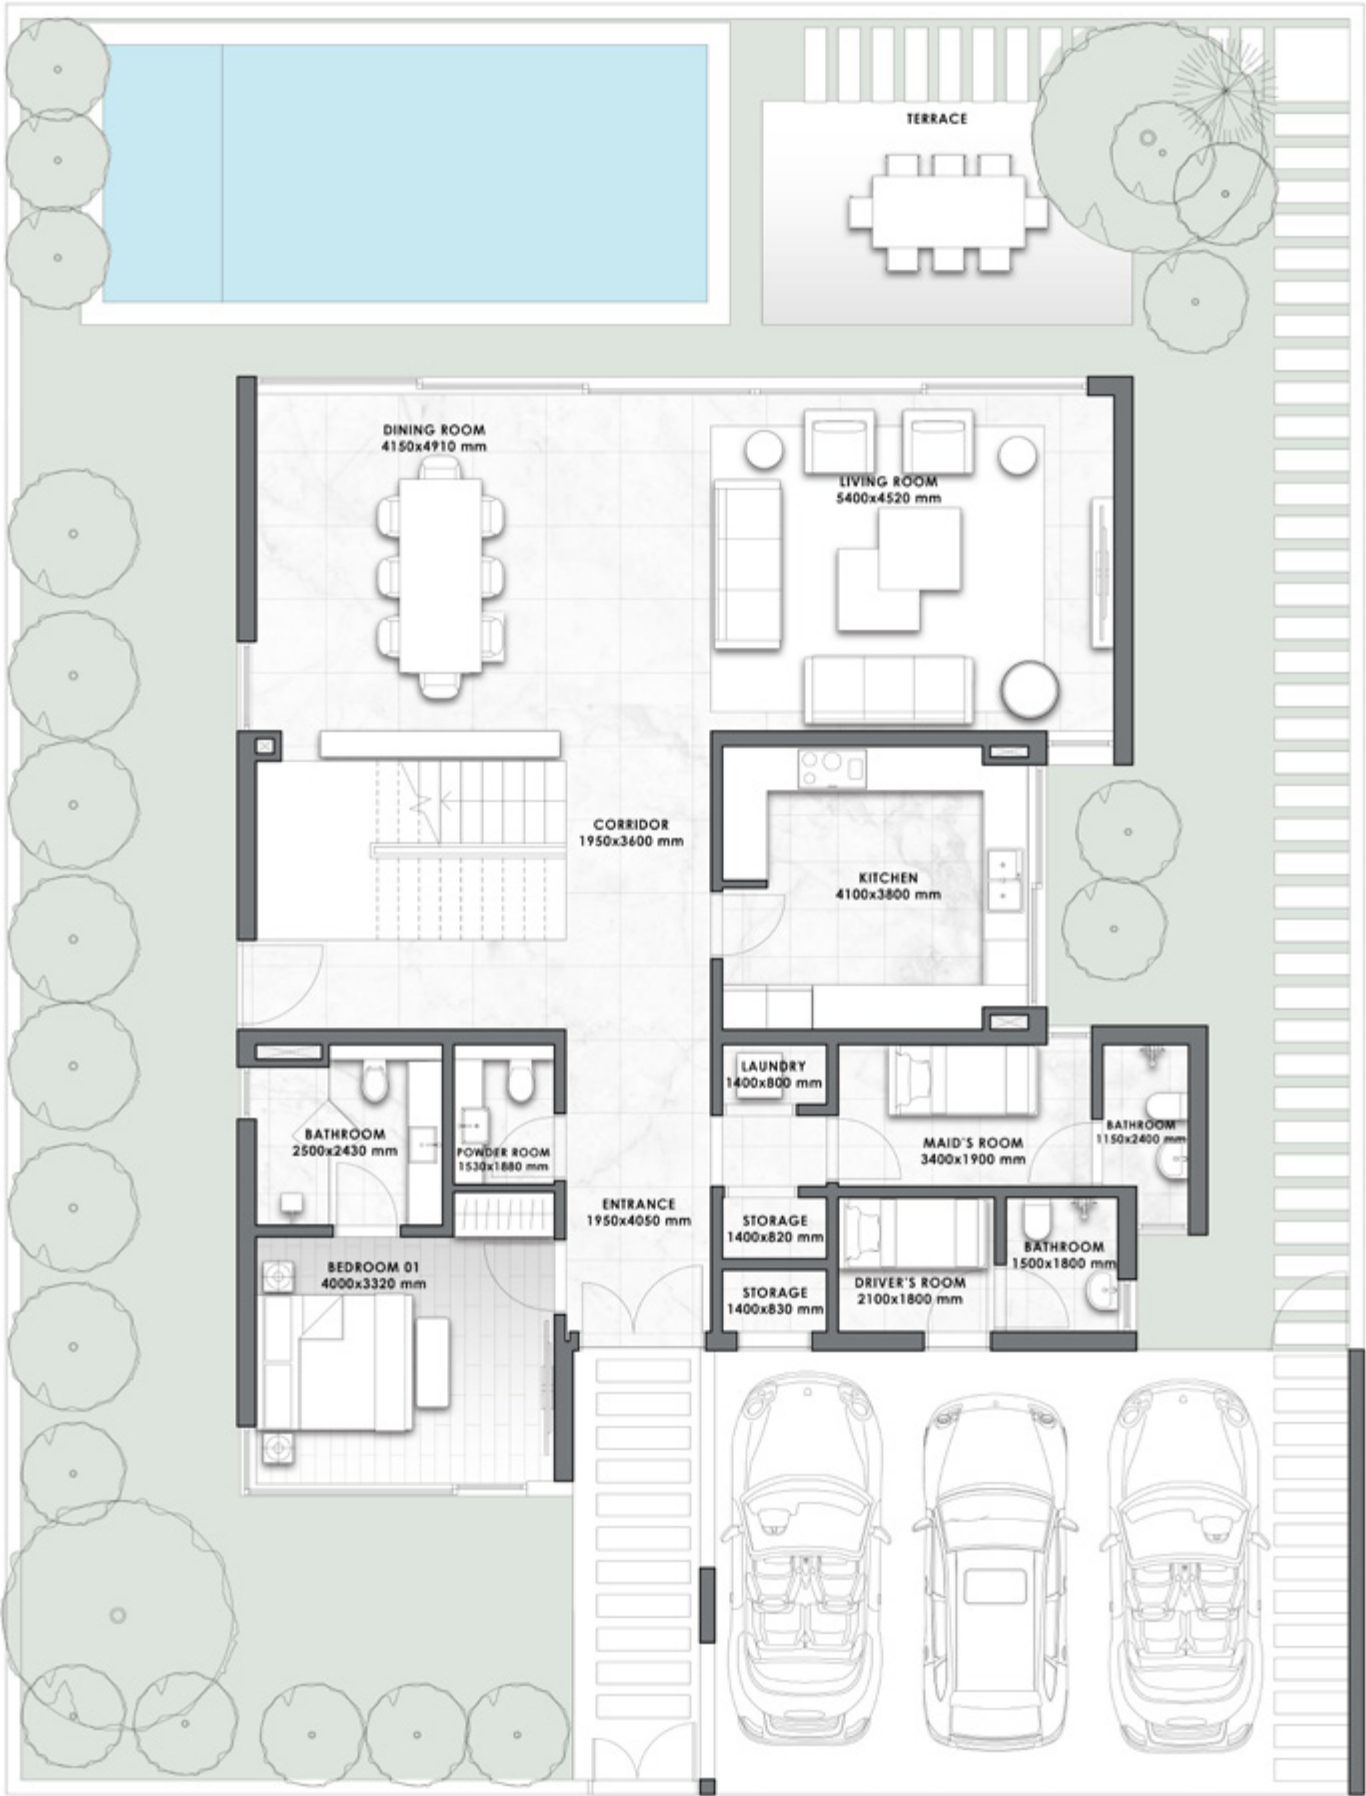 TERRACE
DINING ROOM
4150x4910 mm
LIVING ROOM
5400x4520 mm
CORRIDOR
1950x3600 mm
KITCHEN
4100x3800 mm
LAUNDRY
1400x800 mm
BATHROOM
2500x2430 mm
POWDER ROOM
1530x1880 mm
MAID'S ROOM
3400x1900 mm
BATHROOM
1150x2400 mm
ENTRANCE
1950x4050 mm
STORAGE
1400x820 mm
BATHROOM
1500x1800 mm
BEDROOM 01
4000x3320 mm
STORAGE
1400x830 mm
DRIVER'S ROOM
2100x1800 mm